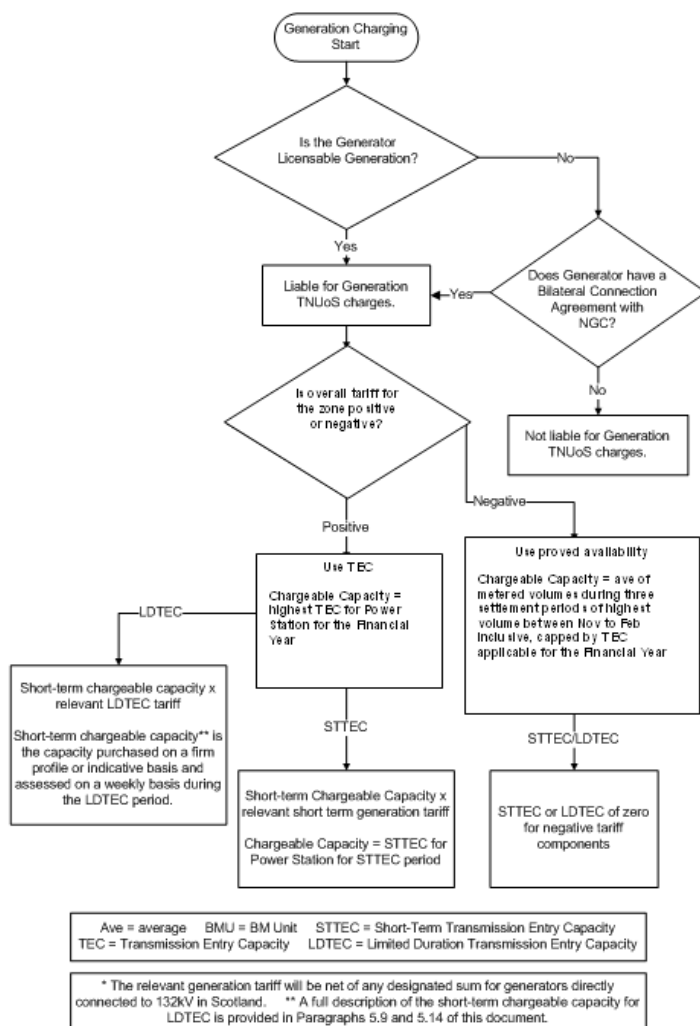 Generation Charging
Start
Is the Generator
Licensable Generation?
No
Yes
Does Generator have a
Bilateral Connection
Agreement with
NGC?
Yes
Liable for Generation
TNUoS charges.
No
Not liable for Generation
TNUoS charges.
Is overall tariff for
the zone positive
or negative?
Negative
Positive
Use TEC
Chargeable Capacity =
highest TEC for Power
Station for the Financial
Year
Use proved availability
Chargeable Capacity = ave of
metered volumes during three
settlement periods of highest
volume between Nov to Feb
inclusive, capped by TEC
applicable for the Financial Year
LDTEC
Short-term chargeable capacity x
relevant LDTEC tariff
Short-term chargeable capacity** is
the capacity purchased on a firm
profile or indicative basis and
assessed on a weekly basis during
the LDTEC period.
STTEC
Short-term Chargeable Capacity x
relevant short term generation tariff
Chargeable Capacity = STTEC for
Power Station for STTEC period
STTEC/LDTEC
STTEC or LDTEC of zero
for negative tariff
components
Ave = average BMU = BM Unit STTEC = Short-Term Transmission Entry Capacity
TEC = Transmission Entry Capacity LDTEC = Limited Duration Transmission Entry Capacity
* The relevant generation tariff will be net of any designated sum for generators directly
connected to 132kV in Scotland. ** A full description of the short-term chargeable capacity for
LDTEC is provided in Paragraphs 5.9 and 5.14 of this document.